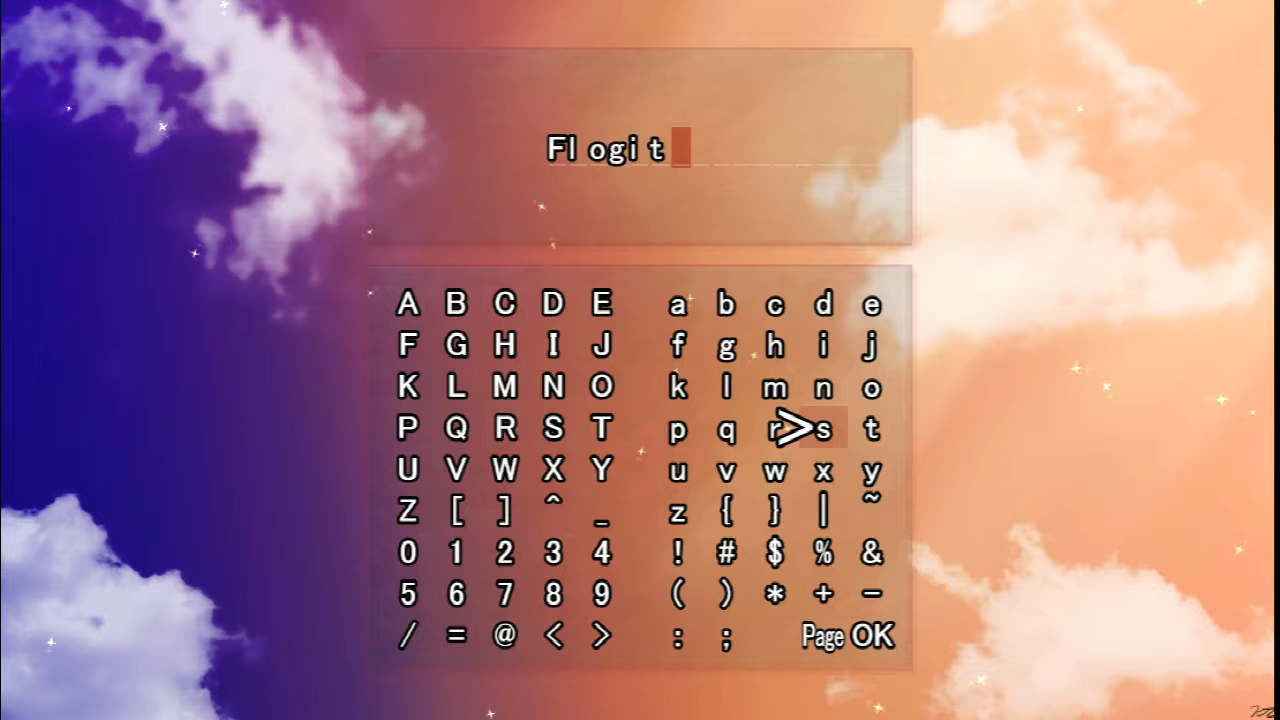 Flogit
A B C D E a b c d e
F G H I J f g h i j
K L M N O k l m n o
P Q R S T p q r > s t
U V W X Y u v w x y
Z [ ] ^ _ z { } | ~
0 1 2 3 4 ! # $ % &
5 6 7 8 9 ( ) * + -
/ = @ < > : ; Page OK